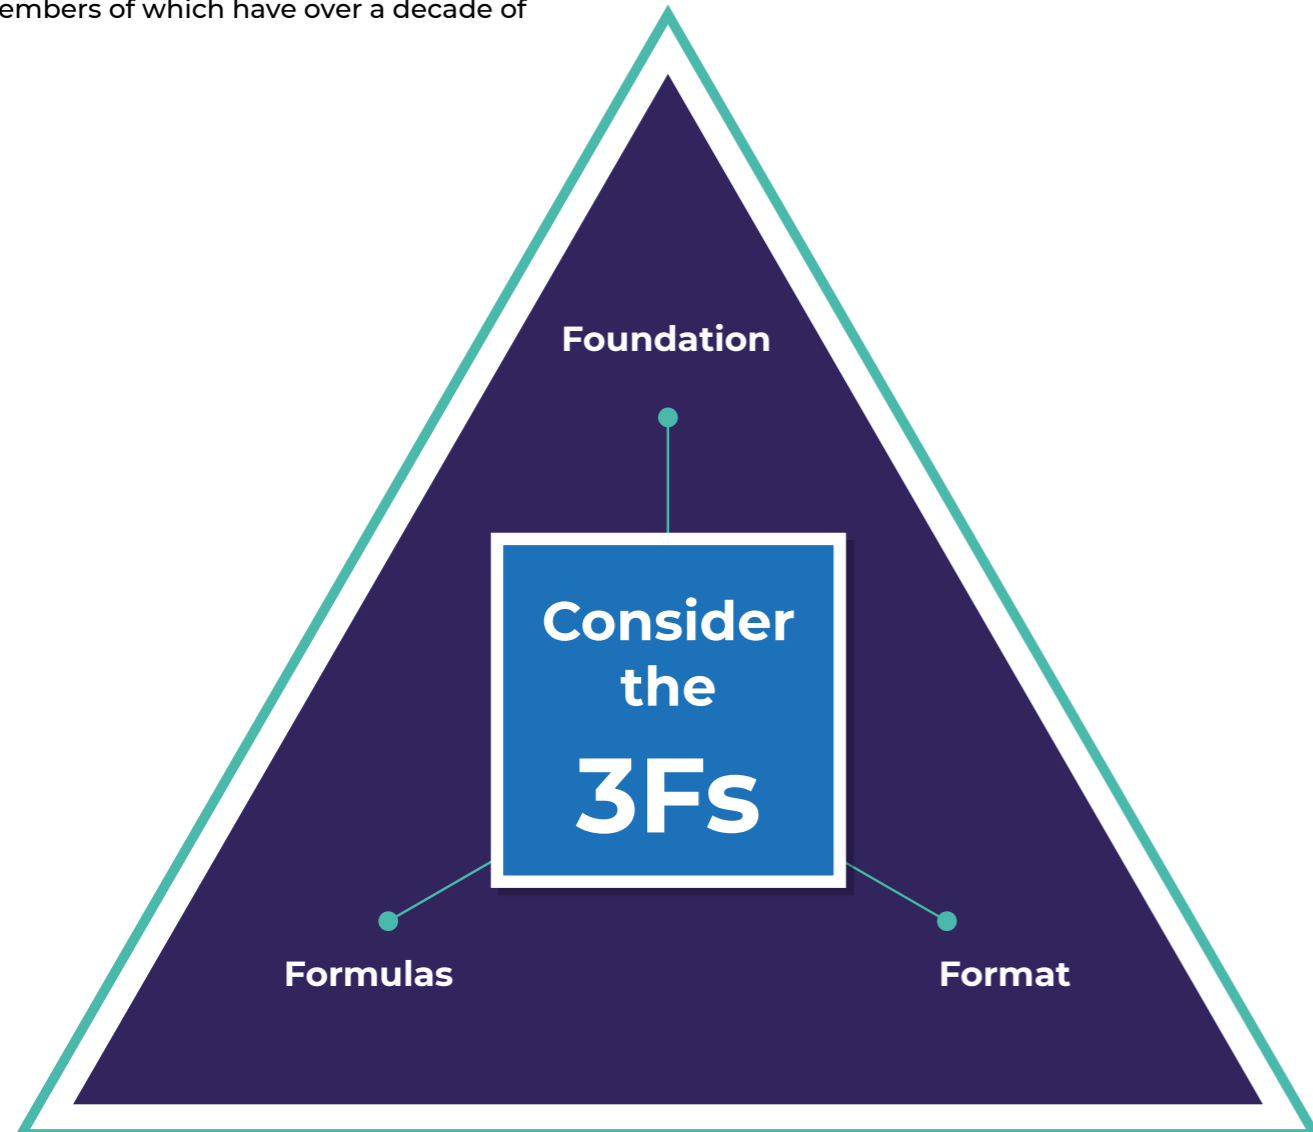 embers of which have over a decade of
Foundation
Consider
the
3Fs
Formulas
Format